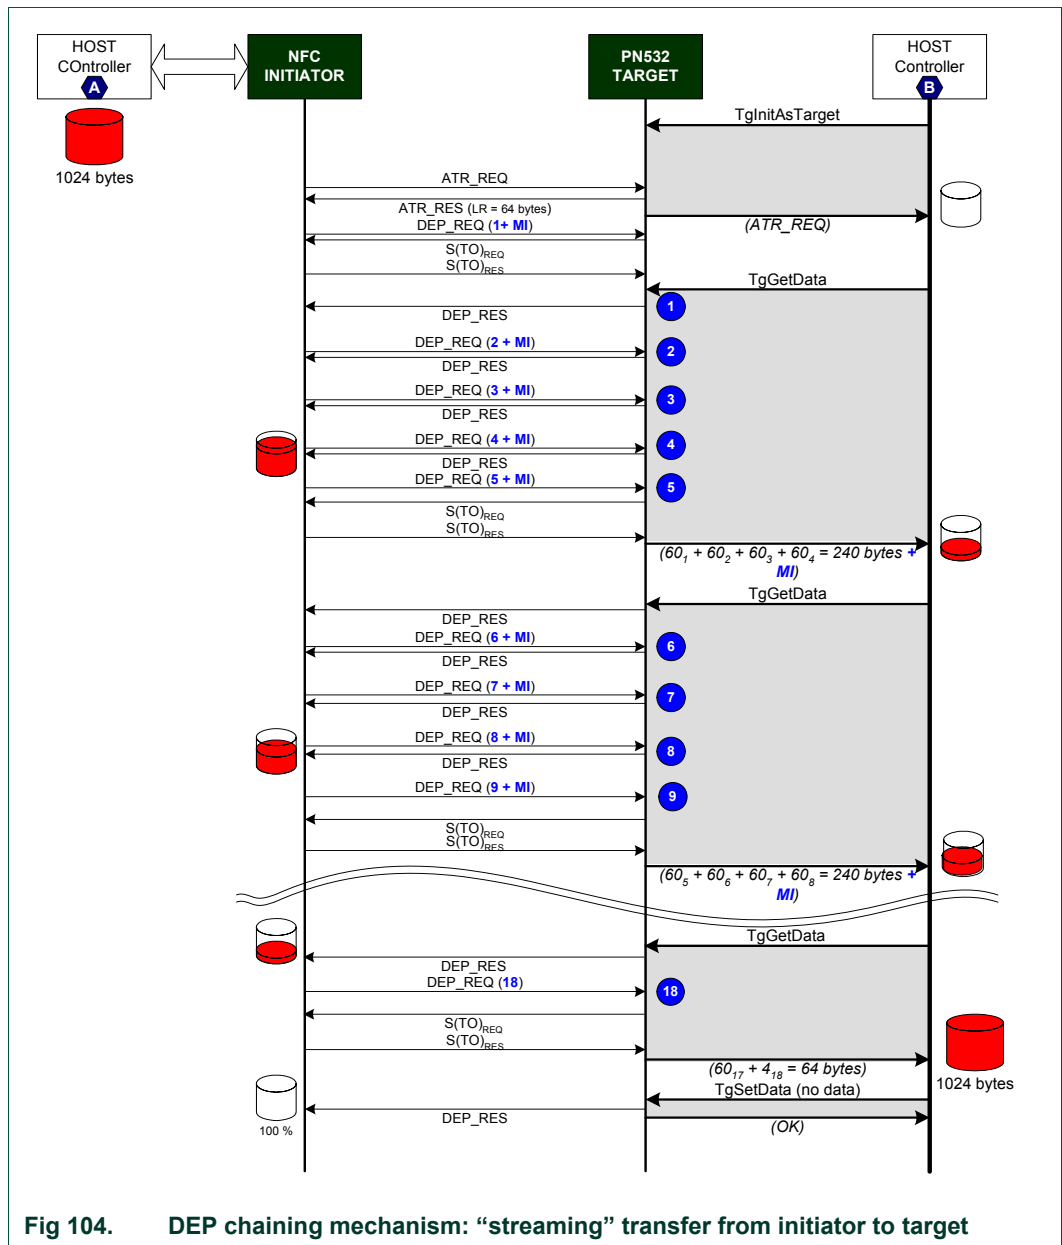 HOST
COntroller
A
NFC
INITIATOR
PN532
TARGET
HOST
Controller
B
1024 bytes
TgInitAsTarget
ATR_REQ
ATR_RES (LR = 64 bytes)
(ATR_REQ)
DEP_REQ (1+ MI)
S(TO)REQ
S(TO)RES
TgGetData
1
DEP_RES
DEP_REQ (2 + MI)
2
DEP_RES
DEP_REQ (3 + MI)
3
DEP_RES
DEP_REQ (4 + MI)
4
DEP_RES
DEP_REQ (5 + MI)
5
S(TO)REQ
S(TO)RES
(60₁ + 60₂ + 60₃ + 60₄ = 240 bytes +
MI)
TgGetData
DEP_RES
DEP_REQ (6 + MI)
6
DEP_RES
DEP_REQ (7 + MI)
7
DEP_RES
DEP_REQ (8 + MI)
8
DEP_RES
DEP_REQ (9 + MI)
9
S(TO)REQ
S(TO)RES
(60₅ + 60₆ + 60₇ + 60₈ = 240 bytes +
MI)
TgGetData
DEP_RES
DEP_REQ (18)
18
S(TO)REQ
S(TO)RES
(60₁₇ + 4₁₈ = 64 bytes)
1024 bytes
TgSetData (no data)
DEP_RES
(OK)
100 %
Fig 104. DEP chaining mechanism: “streaming” transfer from initiator to target